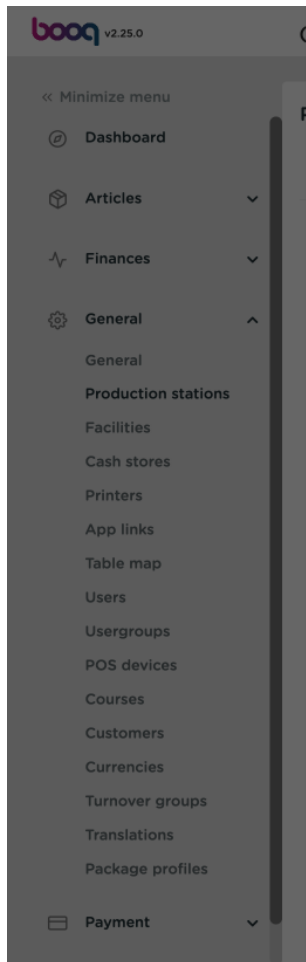 booq v2.25.0
« Minimize menu
Dashboard
Articles
Finances
General
General
Production stations
Facilities
Cash stores
Printers
App links
Table map
Users
Usergroups
POS devices
Courses
Customers
Currencies
Turnover groups
Translations
Package profiles
Payment